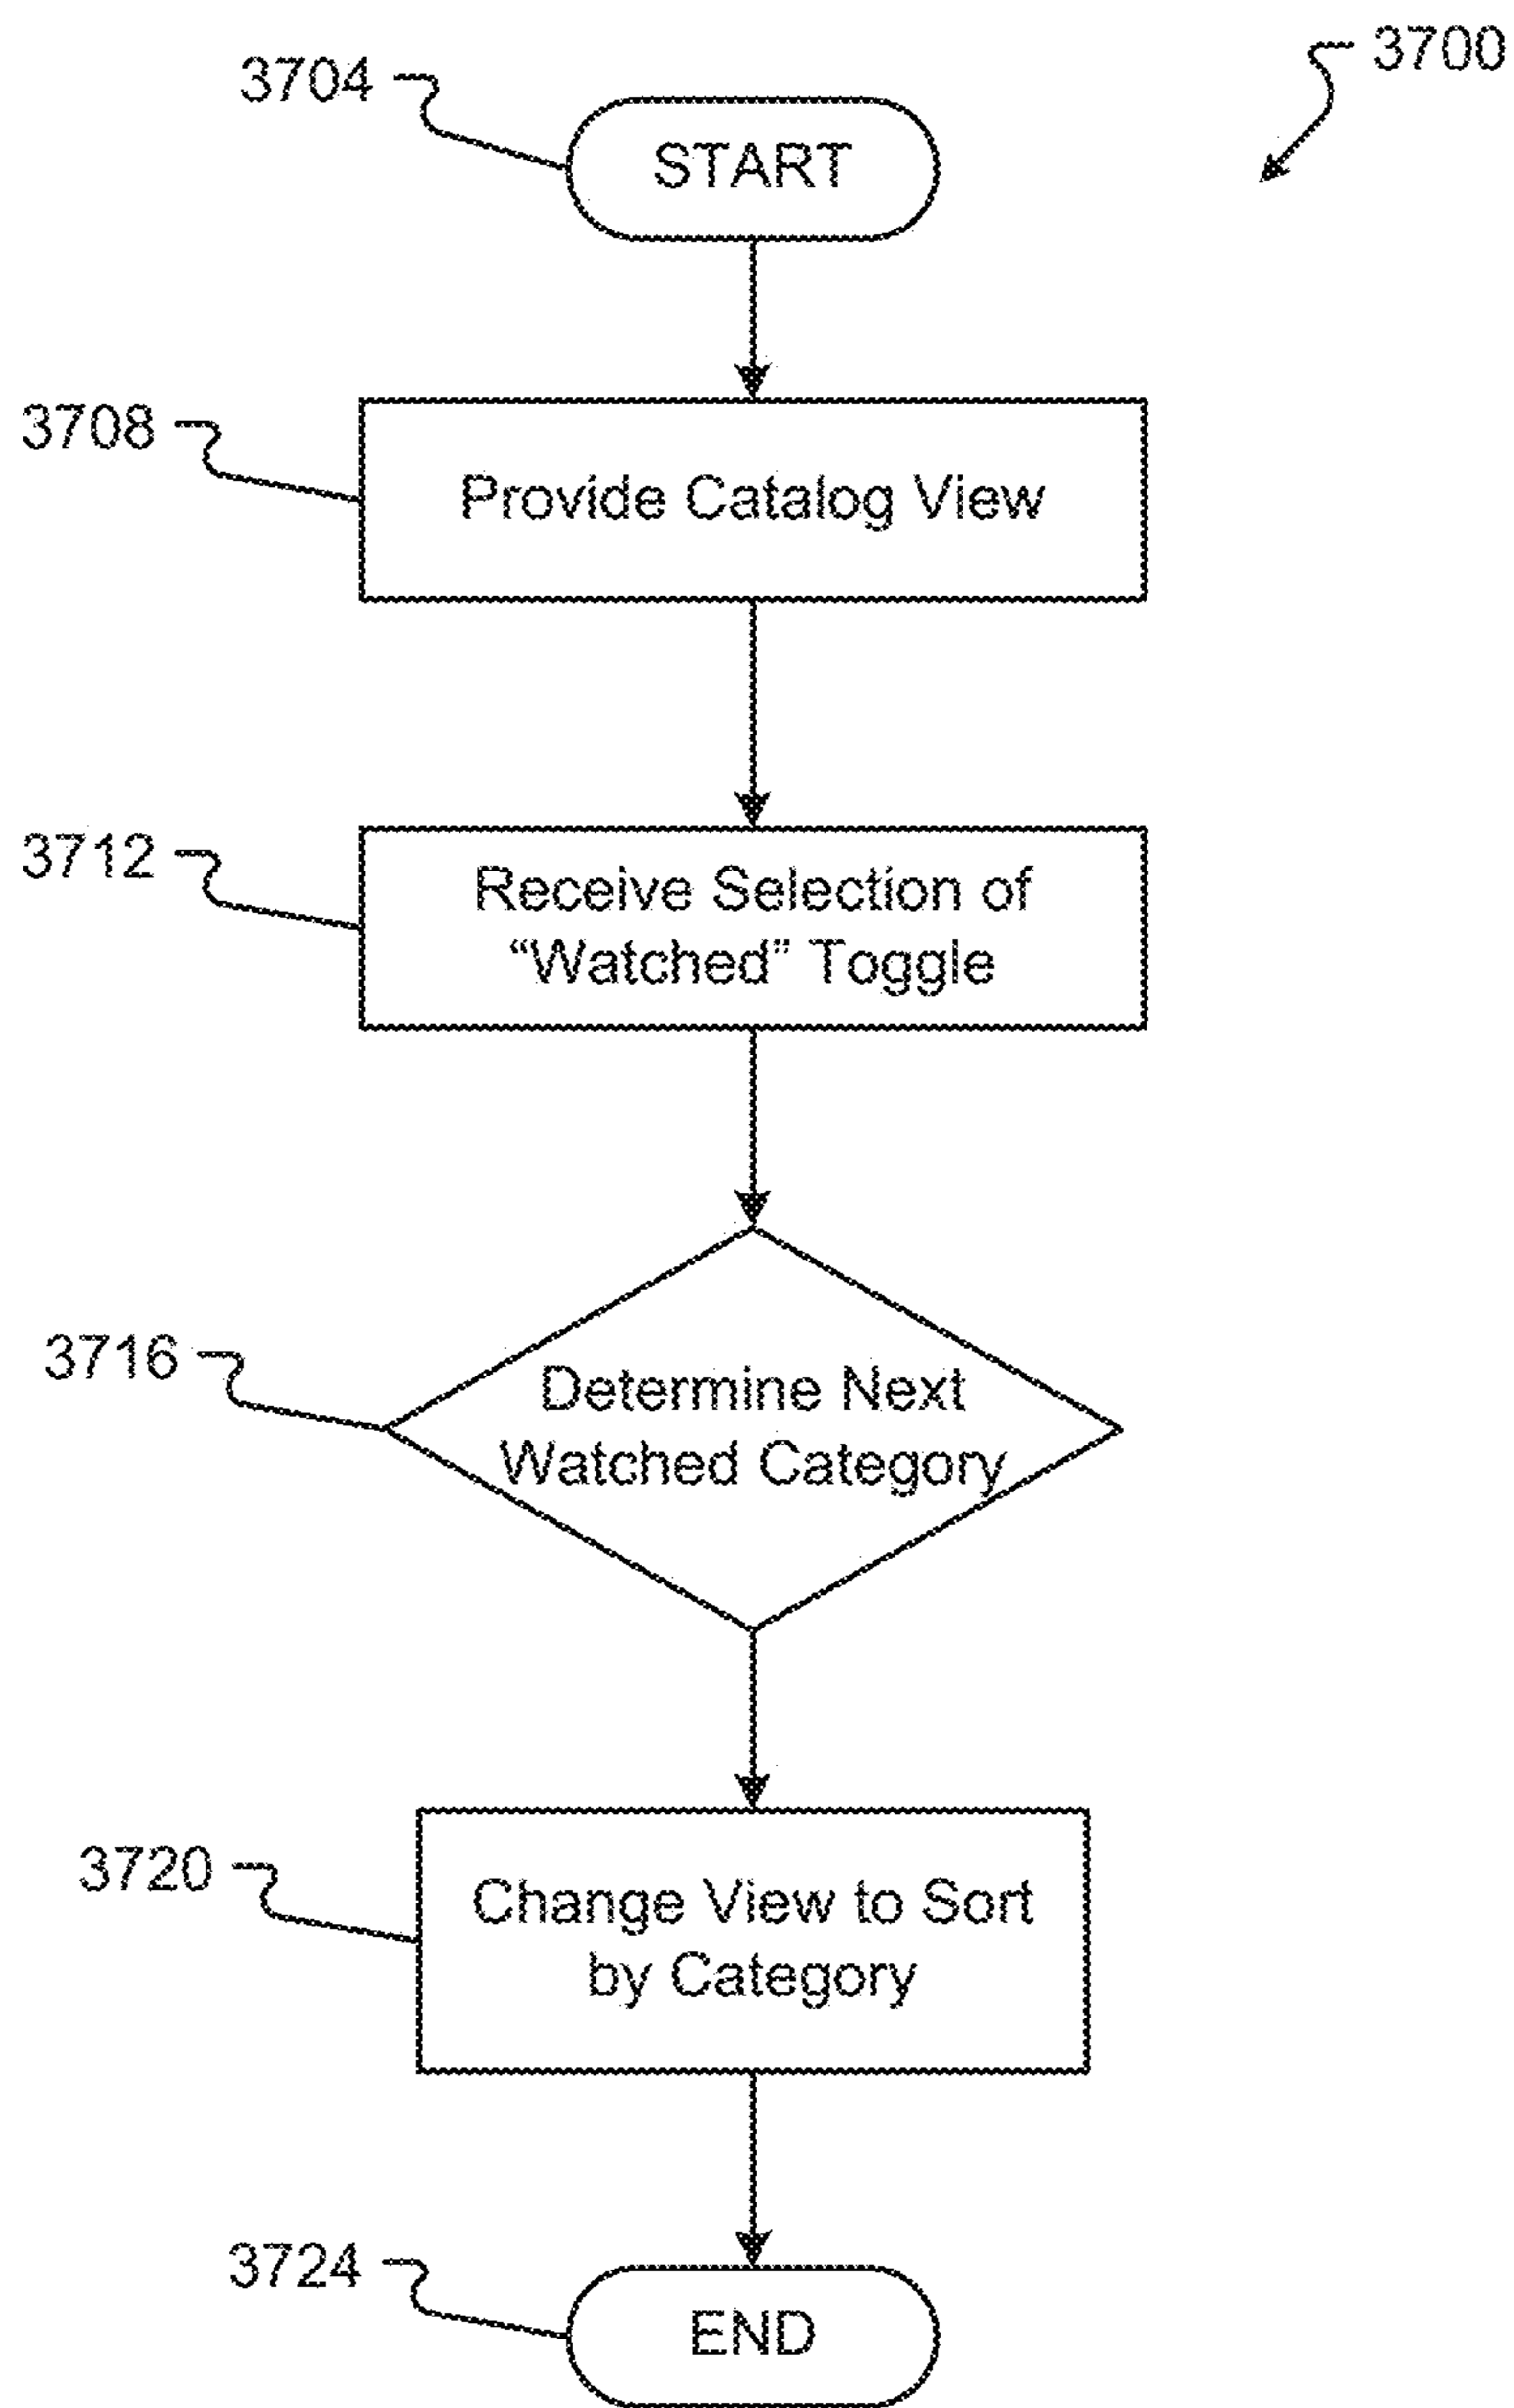 3700
3704
START
3708
Provide Catalog View
3712
Receive Selection of
“Watched” Toggle
3716
Determine Next
Watched Category
3720
Change View to Sort
by Category
3724
END